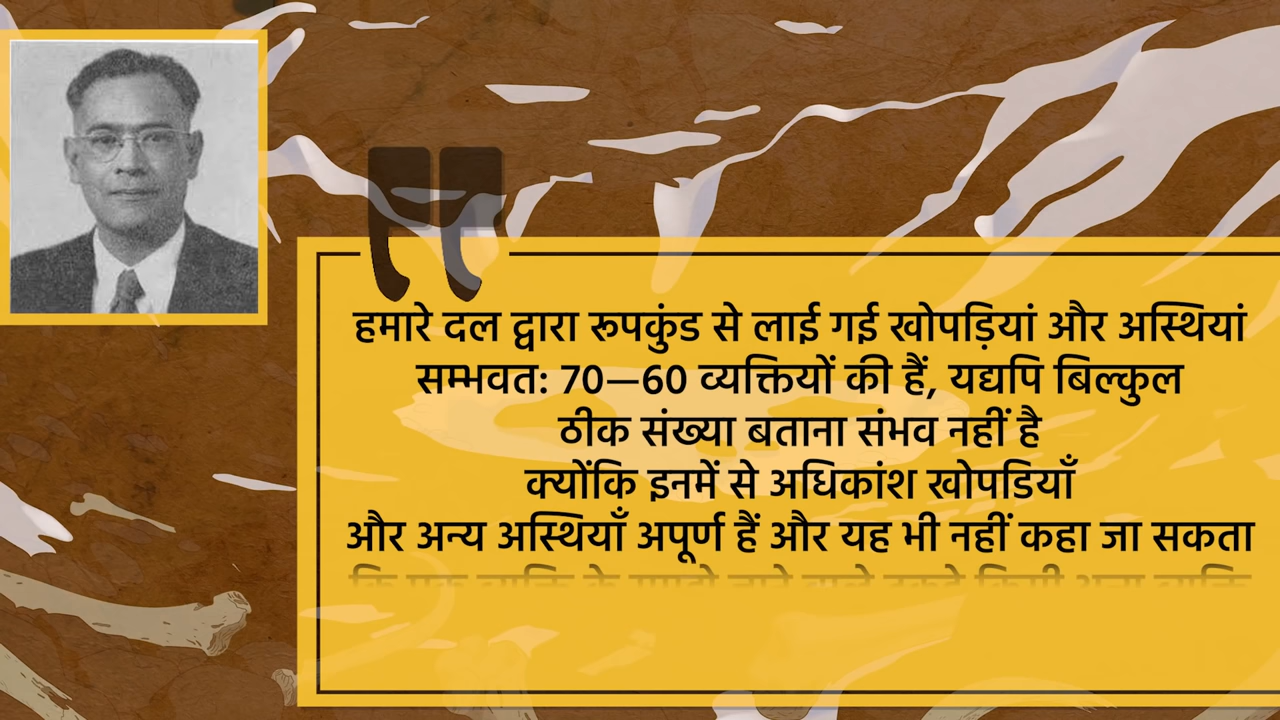 हमारे दल द्वारा रूपकुंड से लाई गई खोपड़ियां और अस्थियां
सम्भवत: 70—60 व्यक्तियों की हैं, यद्यपि बिल्कुल
ठीक संख्या बताना संभव नहीं है
क्योंकि इनमें से अधिकांश खोपडियाँ
और अन्य अस्थियाँ अपूर्ण हैं और यह भी नहीं कहा जा सकता